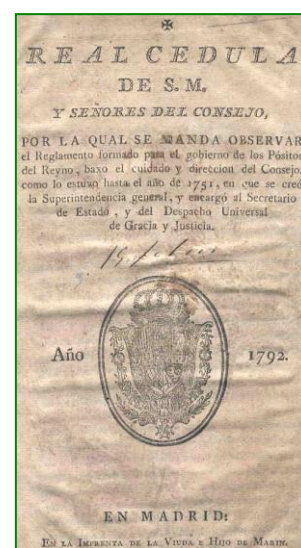 REAL CEDULA
DE S. M.
Y SEÑORES DEL CONSEJO,
POR LA QUAL SE MANDA OBSERVAR
el Reglamento formado para el gobierno de los Pósitos
del Reyno, baxo el cuidado y direccion del Consejo,
como lo estuvo hasta el año de 1751, en que se creó
la Superintendencia general, y encargó al Secretario
de Estado, y del Despacho Universal
de Gracia y Justicia.
Año 1792.
EN MADRID:
EN LA IMPRENTA DE LA VIUDA E HIJO DE MARIN.